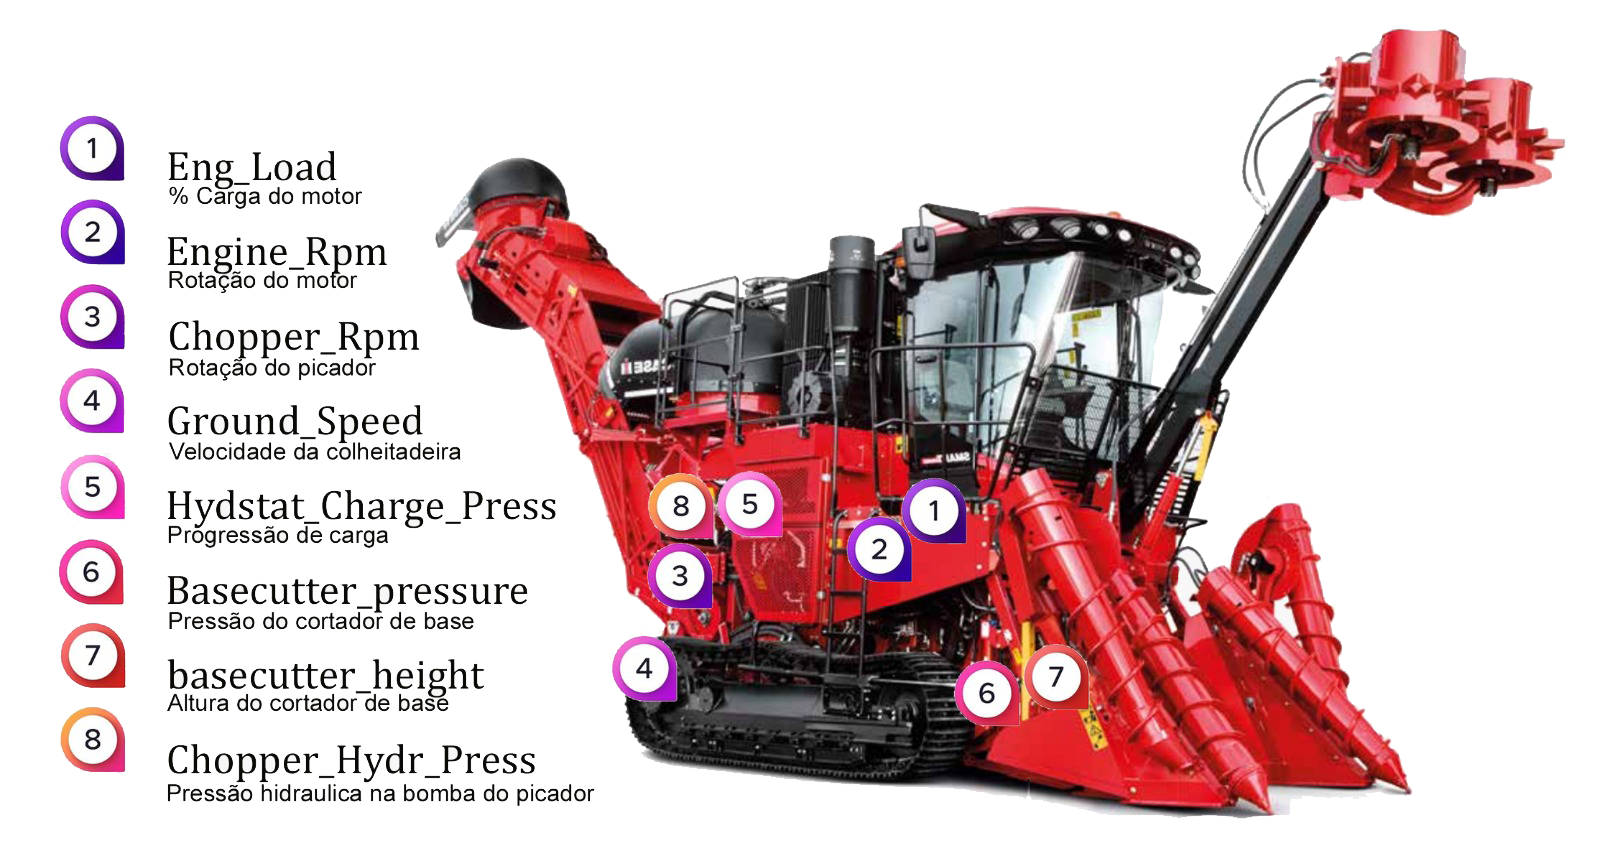 1
Eng_Load
% Carga do motor
2
Engine_Rpm
Rotação do motor
3
Chopper_Rpm
Rotação do picador
4
Ground_Speed
Velocidade da colheitadeira
5
Hydstat_Charge_Press
Progressão de carga
6
Basecutter_pressure
Pressão do cortador de base
7
basecutter_height
Altura do cortador de base
8
Chopper_Hydr_Press
Pressão hidraulica na bomba do picador
8
5
1
2
3
4
6
7